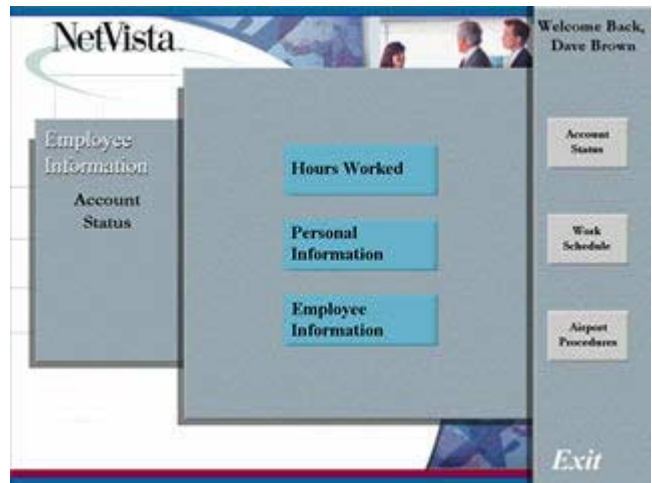 NetVista
Welcome Back,
Dave Brown
Employee
Information
Account
Status
Hours Worked
Personal
Information
Employee
Information
Account
Status
Work
Schedule
Airport
Procedures
Exit